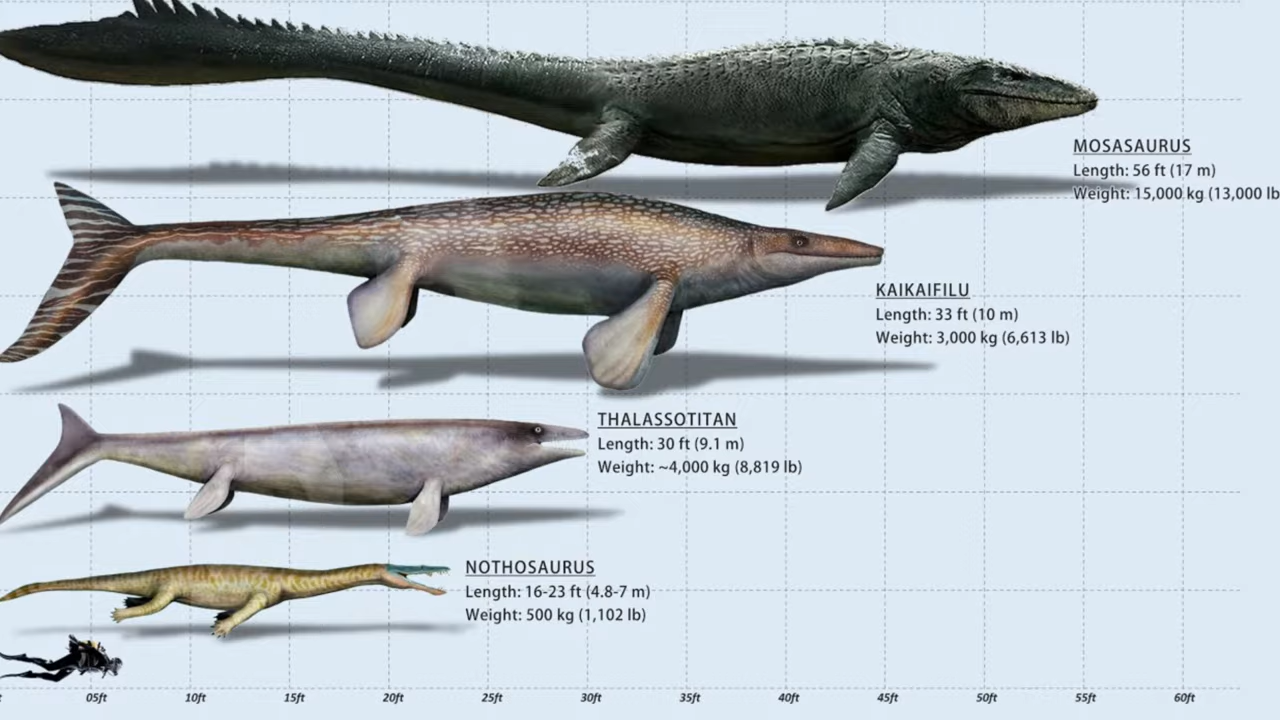 MOSASAURUS
Length: 56 ft (17 m)
Weight: 15,000 kg (13,000 lb
KAIKAIFILU
Length: 33 ft (10 m)
Weight: 3,000 kg (6,613 lb)
THALASSOTITAN
Length: 30 ft (9.1 m)
Weight: ~4,000 kg (8,819 lb)
NOTHOSAURUS
Length: 16-23 ft (4.8-7 m)
Weight: 500 kg (1,102 lb)
05ft 10ft 15ft 20ft 25ft 30ft 35ft 40ft 45ft 50ft 55ft 60ft